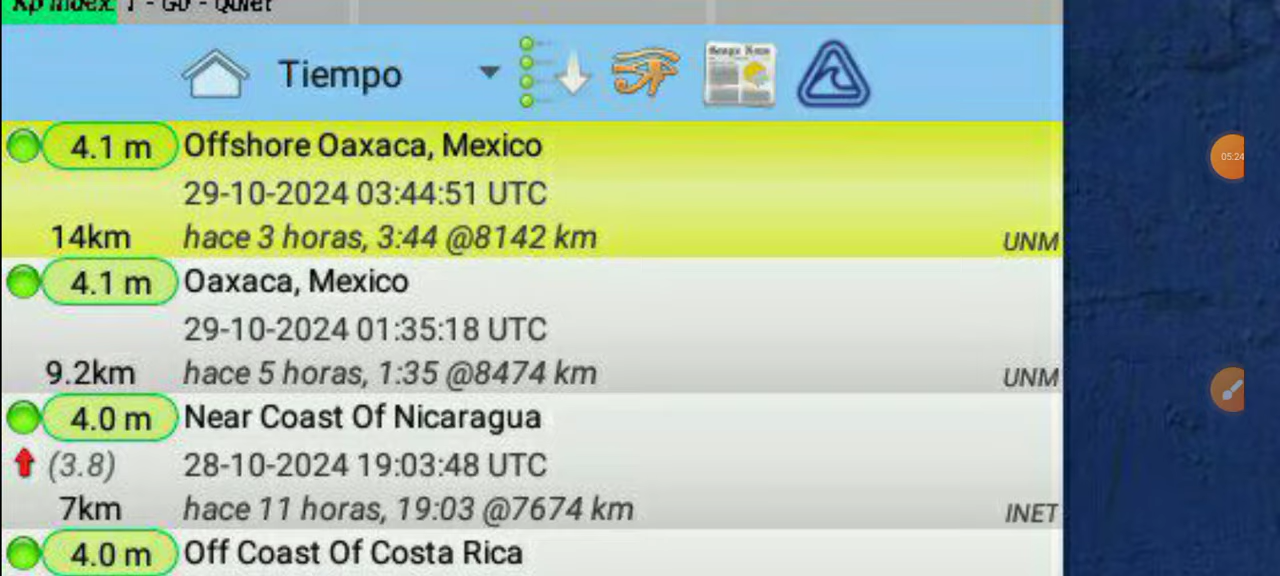 Kp Index: 1 - G0 - Quiet
Tiempo
4.1 m Offshore Oaxaca, Mexico
29-10-2024 03:44:51 UTC
14km hace 3 horas, 3:44 @8142 km UNM
4.1 m Oaxaca, Mexico
29-10-2024 01:35:18 UTC
9.2km hace 5 horas, 1:35 @8474 km UNM
4.0 m Near Coast Of Nicaragua
(3.8) 28-10-2024 19:03:48 UTC
7km hace 11 horas, 19:03 @7674 km INET
4.0 m Off Coast Of Costa Rica
05:24